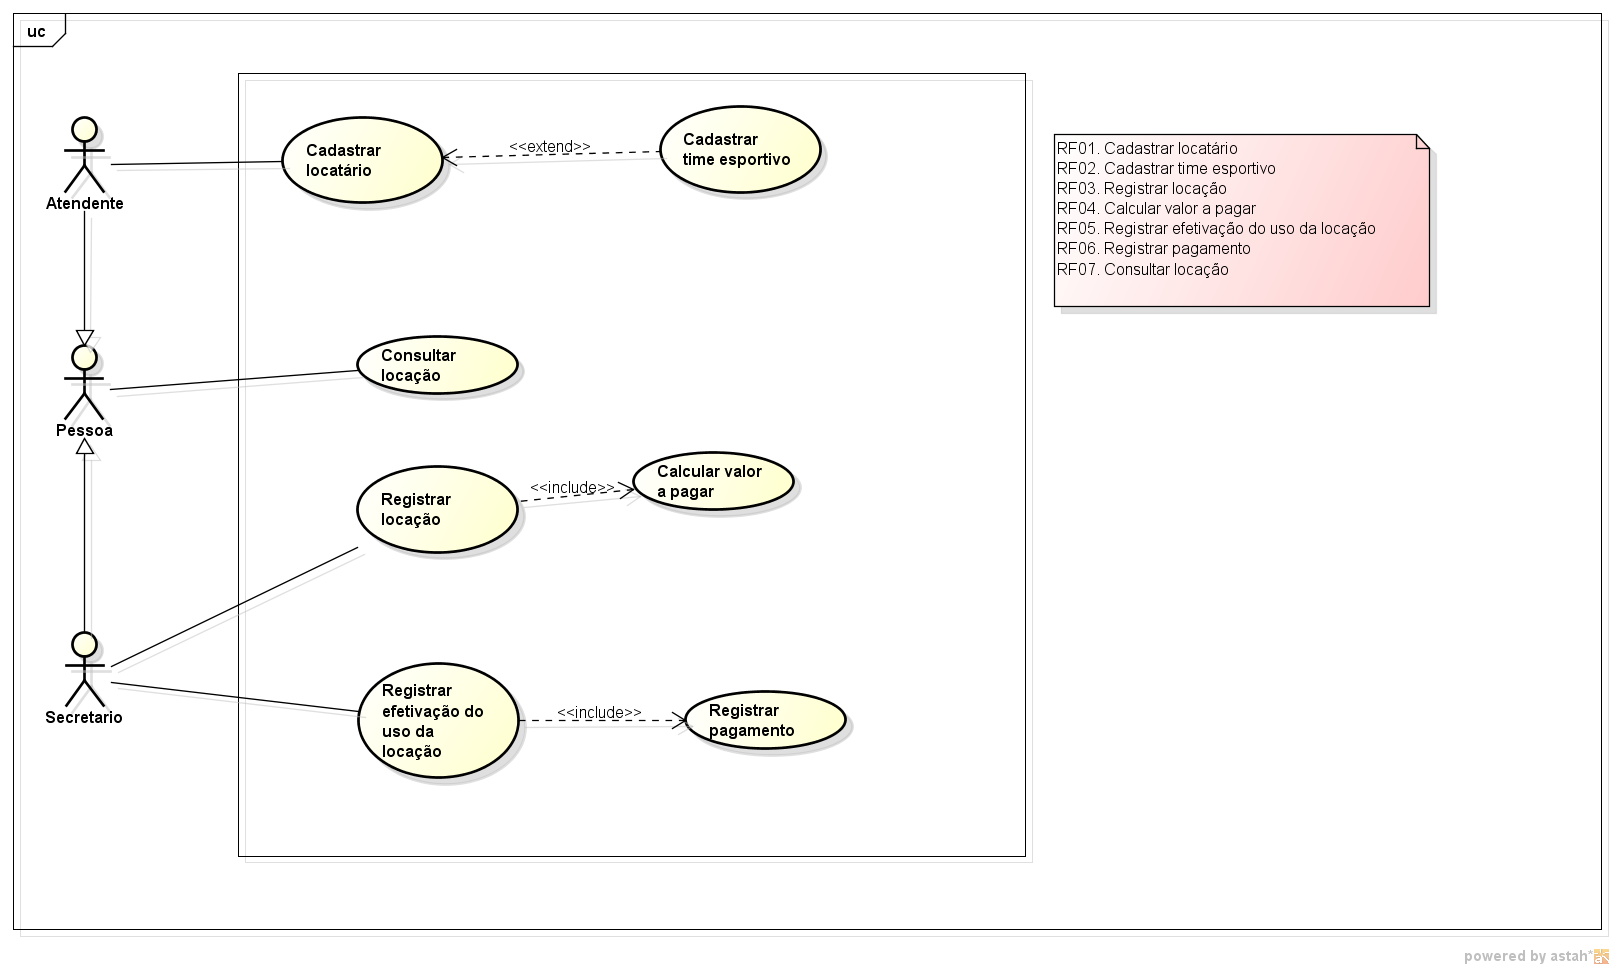 uc
Atendente
Cadastrar
locatário
<<extend>>
Cadastrar
time esportivo
RF01. Cadastrar locatário
RF02. Cadastrar time esportivo
RF03. Registrar locação
RF04. Calcular valor a pagar
RF05. Registrar efetivação do uso da locação
RF06. Registrar pagamento
RF07. Consultar locação
Pessoa
Consultar
locação
Registrar
locação
<<include>>
Calcular valor
a pagar
Secretario
Registrar
efetivação do
uso da
locação
<<include>>
Registrar
pagamento
powered by astah*